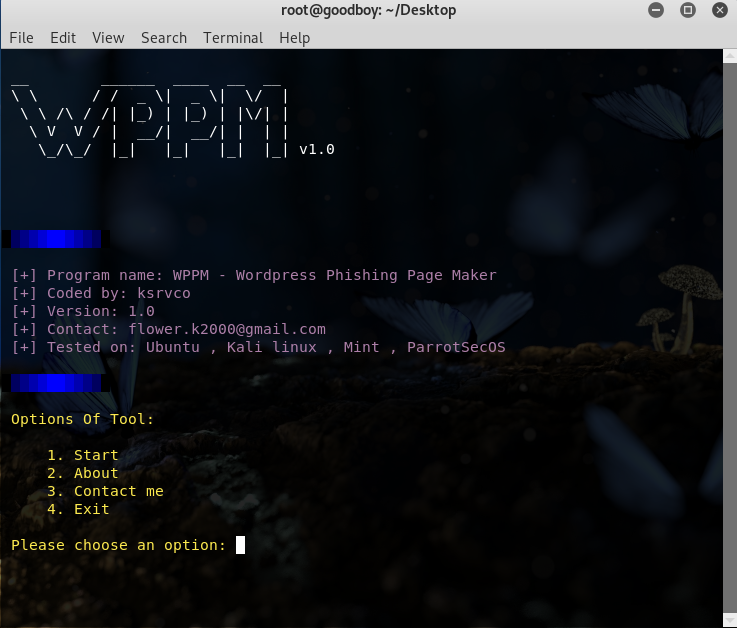 root@goodboy: ~/Desktop
File Edit View Search Terminal Help
WPPM v1.0
[+] Program name: WPPM - Wordpress Phishing Page Maker
[+] Coded by: ksrvco
[+] Version: 1.0
[+] Contact: flower.k2000@gmail.com
[+] Tested on: Ubuntu , Kali linux , Mint , ParrotSecOS
Options Of Tool:
1. Start
2. About
3. Contact me
4. Exit
Please choose an option: